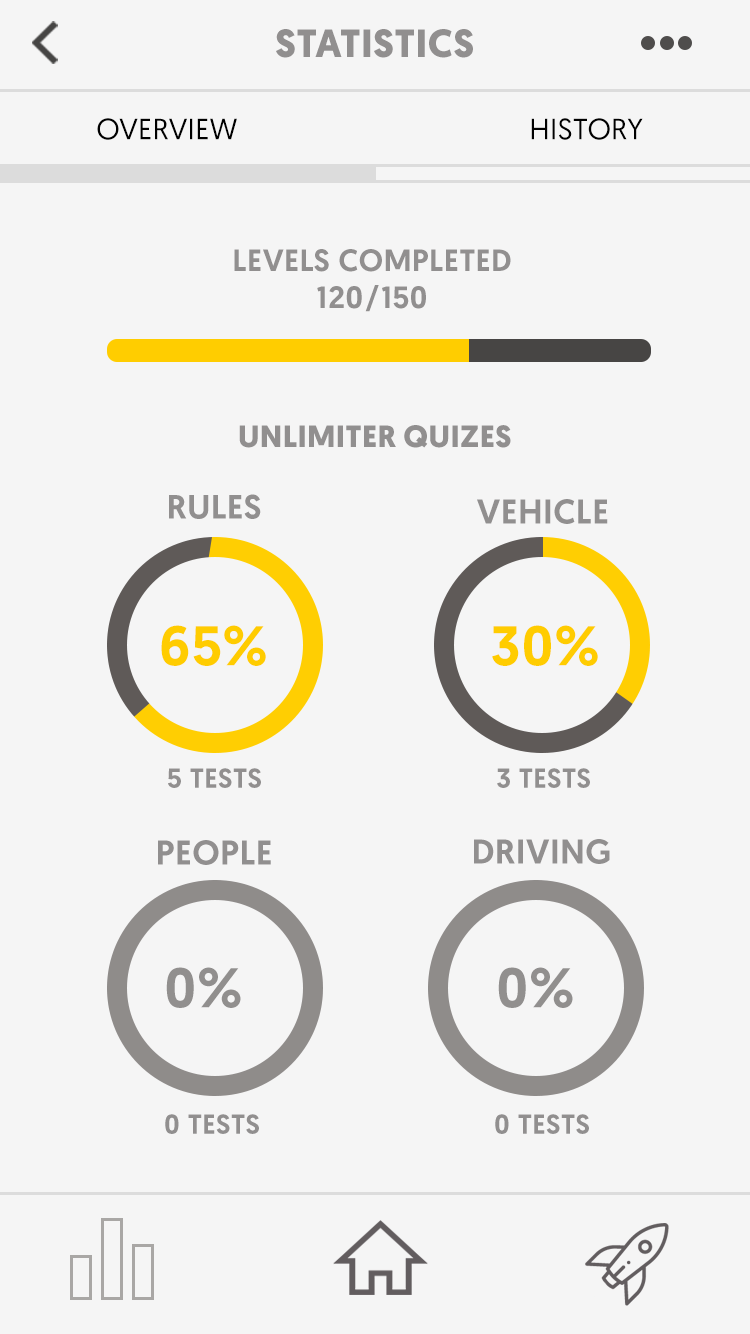 STATISTICS
OVERVIEW
HISTORY
LEVELS COMPLETED
120/150
UNLIMITER QUIZES
RULES
VEHICLE
65%
30%
5 TESTS
3 TESTS
PEOPLE
DRIVING
0%
0%
0 TESTS
0 TESTS